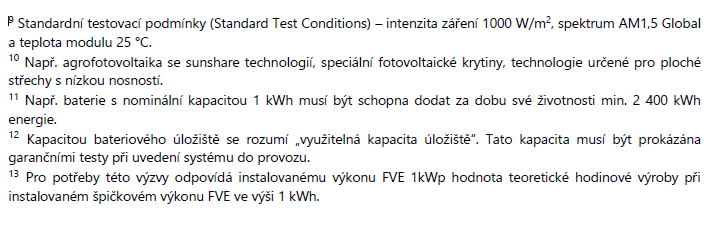 ⁹ Standardní testovací podmínky (Standard Test Conditions) – intenzita záření 1000 W/m², spektrum AM1,5 Global
a teplota modulu 25 °C.
¹⁰ Např. agrofotovoltaika se sunshare technologií, speciální fotovoltaické krytiny, technologie určené pro ploché
střechy s nízkou nosností.
¹¹ Např. baterie s nominální kapacitou 1 kWh musí být schopna dodat za dobu své životnosti min. 2 400 kWh
energie.
¹² Kapacitou bateriového úložiště se rozumí „využitelná kapacita úložiště“. Tato kapacita musí být prokázána
garančními testy při uvedení systému do provozu.
¹³ Pro potřeby této výzvy odpovídá instalovanému výkonu FVE 1kWp hodnota teoretické hodinové výroby při
instalovaném špičkovém výkonu FVE ve výši 1 kWh.